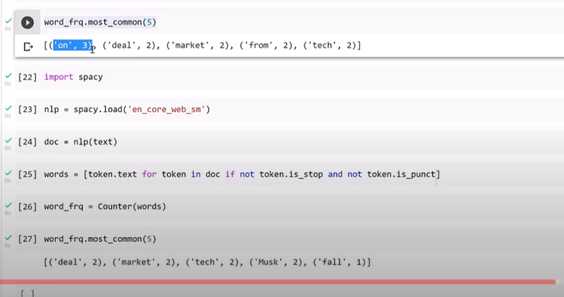 word_frq.most_common(5)
[('on', 3), ('deal', 2), ('market', 2), ('from', 2), ('tech', 2)]
[22] import spacy
[23] nlp = spacy.load('en_core_web_sm')
[24] doc = nlp(text)
[25] words = [token.text for token in doc if not token.is_stop and not token.is_punct]
[26] word_frq = Counter(words)
[27] word_frq.most_common(5)
[('deal', 2), ('market', 2), ('tech', 2), ('Musk', 2), ('fall', 1)]
[ ]